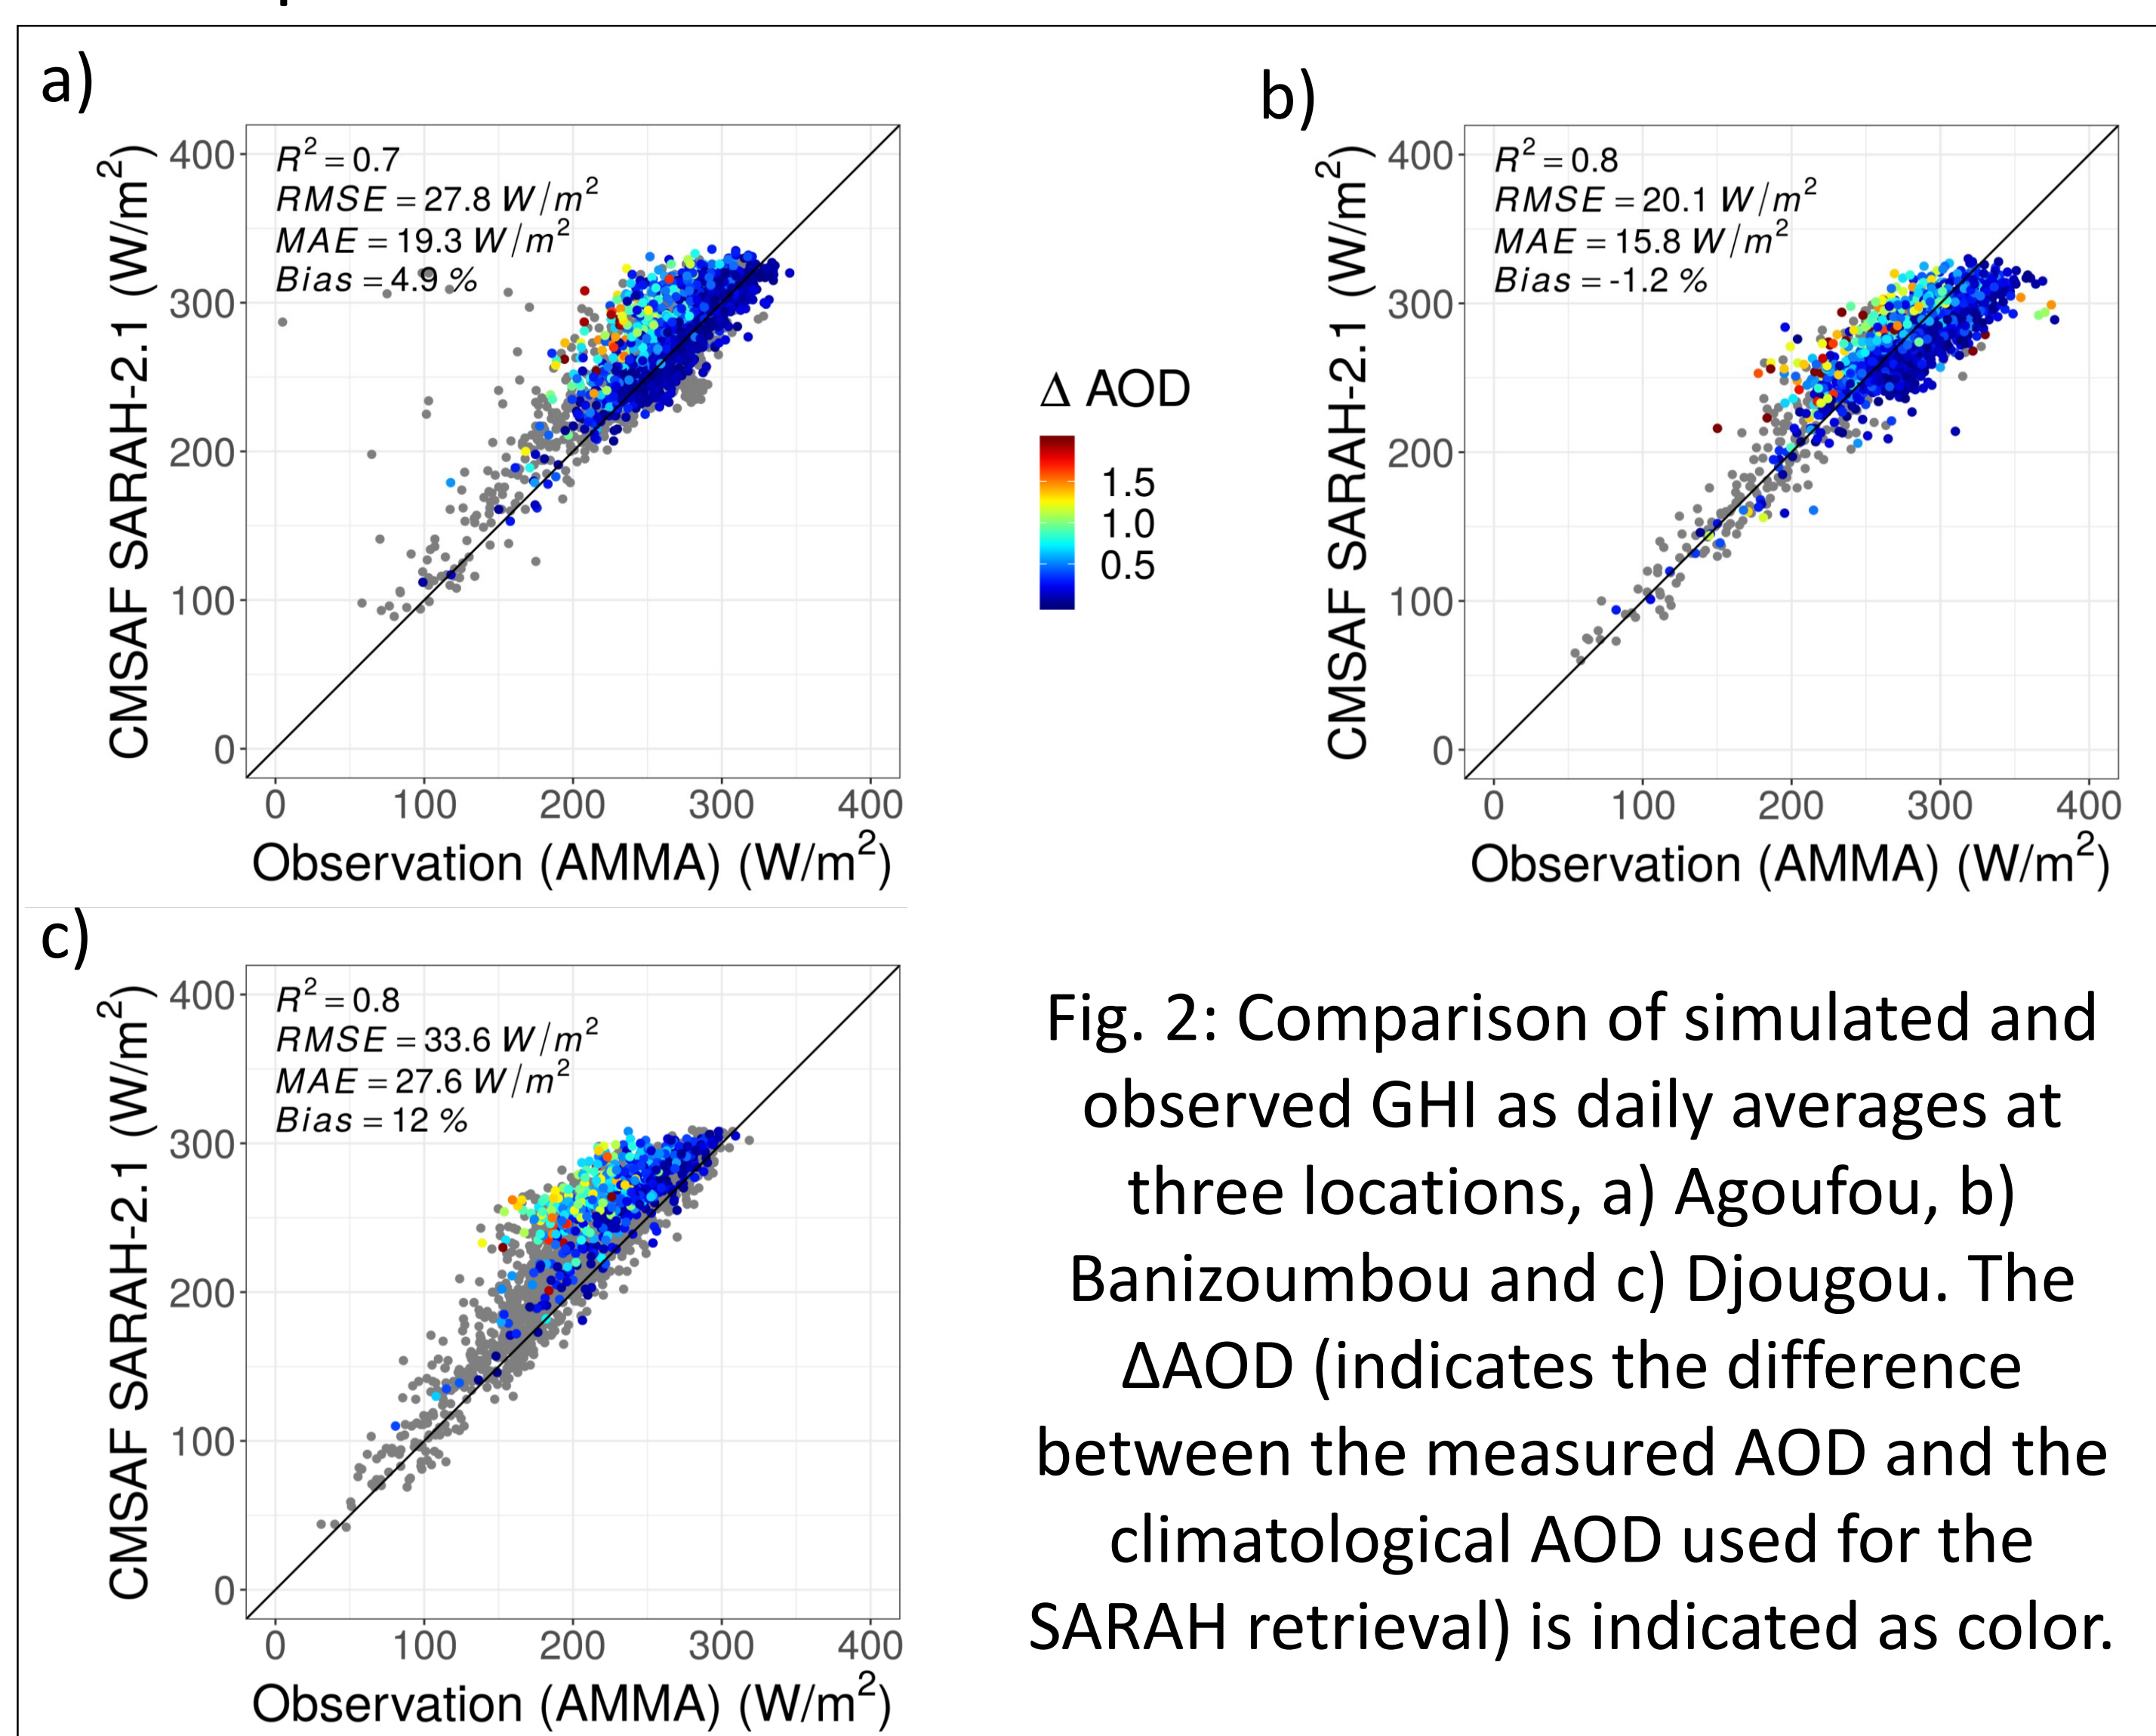 a)
CMSAF SARAH-2.1 (W/m²)
400
300
200
100
0
R² = 0.7
RMSE = 27.8 W/m²
MAE = 19.3 W/m²
Bias = 4.9 %
0 100 200 300 400
Observation (AMMA) (W/m²)
Δ AOD
1.5
1.0
0.5
b)
CMSAF SARAH-2.1 (W/m²)
400
300
200
100
0
R² = 0.8
RMSE = 20.1 W/m²
MAE = 15.8 W/m²
Bias = -1.2 %
0 100 200 300 400
Observation (AMMA) (W/m²)
c)
CMSAF SARAH-2.1 (W/m²)
400
300
200
100
0
R² = 0.8
RMSE = 33.6 W/m²
MAE = 27.6 W/m²
Bias = 12 %
0 100 200 300 400
Observation (AMMA) (W/m²)
Fig. 2: Comparison of simulated and
observed GHI as daily averages at
three locations, a) Agoufou, b)
Banizoumbou and c) Djougou. The
ΔAOD (indicates the difference
between the measured AOD and the
climatological AOD used for the
SARAH retrieval) is indicated as color.